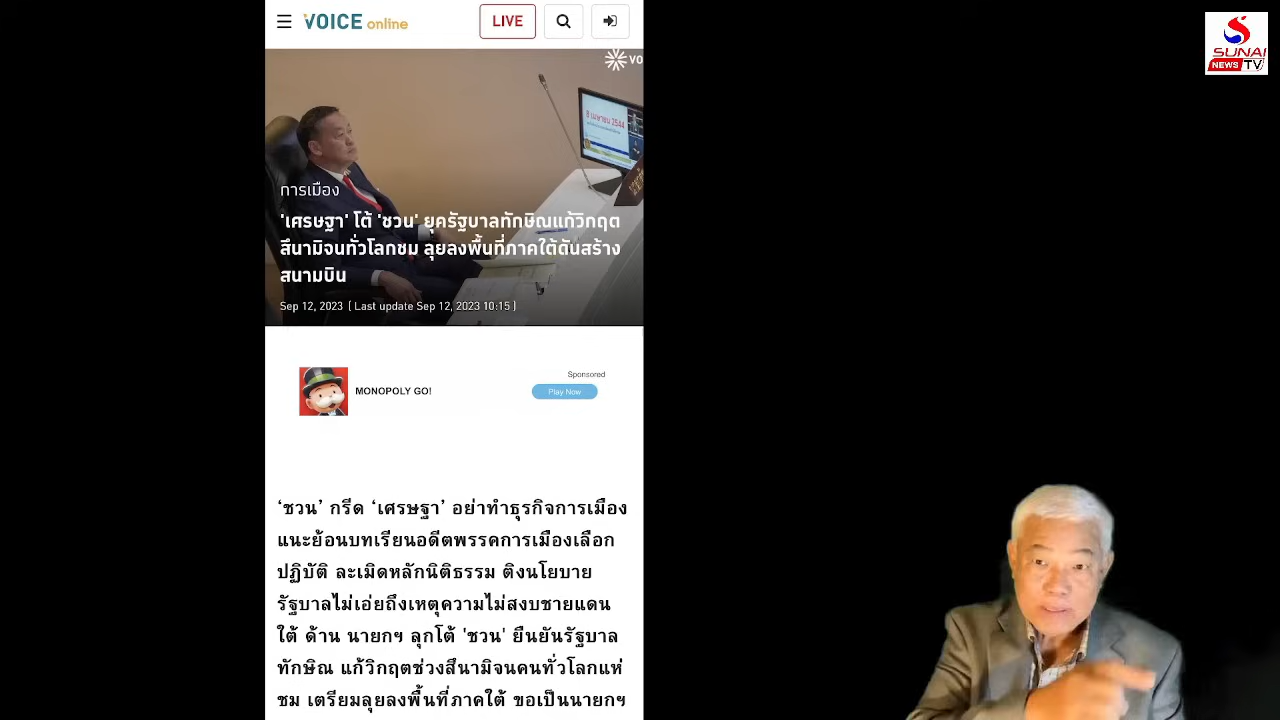 VOICE online
LIVE
SUNAI
NEWS TV
VO
8 เมษายน 2544
การเมือง
'เศรษฐา' โต้ 'ชวน' ยุครัฐบาลทักษิณแก้วิกฤต
สึนามิจนทั่วโลกชม ลุยลงพื้นที่ภาคใต้ดันสร้าง
สนามบิน
Sep 12, 2023 [ Last update Sep 12, 2023 10:15 ]
Sponsored
MONOPOLY GO!
Play Now
‘ชวน’ กรีด ‘เศรษฐา’ อย่าทำธุรกิจการเมือง
แนะย้อนบทเรียนอดีตพรรคการเมืองเลือก
ปฏิบัติ ละเมิดหลักนิติธรรม ติงนโยบาย
รัฐบาลไม่เอ่ยถึงเหตุความไม่สงบชายแดน
ใต้ ด้าน นายกฯ ลุกโต้ 'ชวน' ยืนยันรัฐบาล
ทักษิณ แก้วิกฤตช่วงสึนามิจนคนทั่วโลกแห่
ชม เตรียมลุยลงพื้นที่ภาคใต้ ขอเป็นนายกฯ